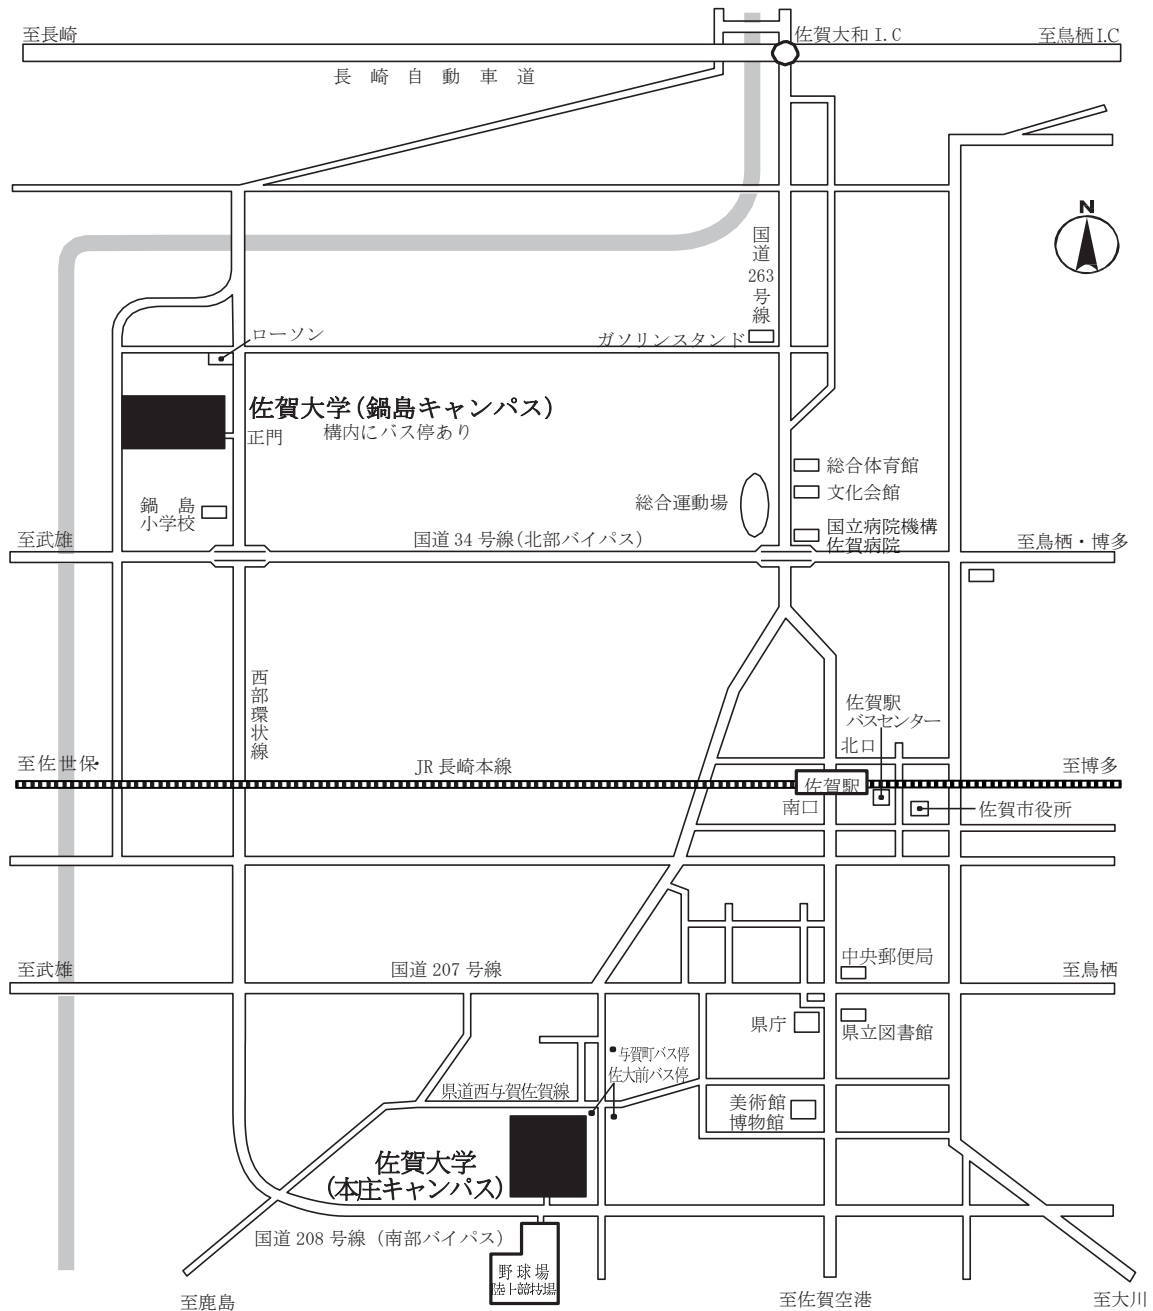 至長崎
佐賀大和 I.C
至鳥栖I.C
長崎自動車道
N
国道263号線
ローソン
ガソリンスタンド
佐賀大学(鍋島キャンパス)
正門
構内にバス停あり
総合体育館
文化会館
総合運動場
鍋島
小学校
国立病院機構
佐賀病院
至武雄
国道 34 号線(北部バイパス)
至鳥栖・博多
西部環状線
佐賀駅
バスセンター
北口
至佐世保
JR 長崎本線
至博多
佐賀駅
南口
佐賀市役所
中央郵便局
至武雄
国道 207 号線
至鳥栖
県庁
県立図書館
与賀町バス停
佐大前バス停
県道西与賀佐賀線
美術館
博物館
佐賀大学
(本庄キャンパス)
国道 208 号線 (南部バイパス)
野球場
陸上競技場
至鹿島
至佐賀空港
至大川